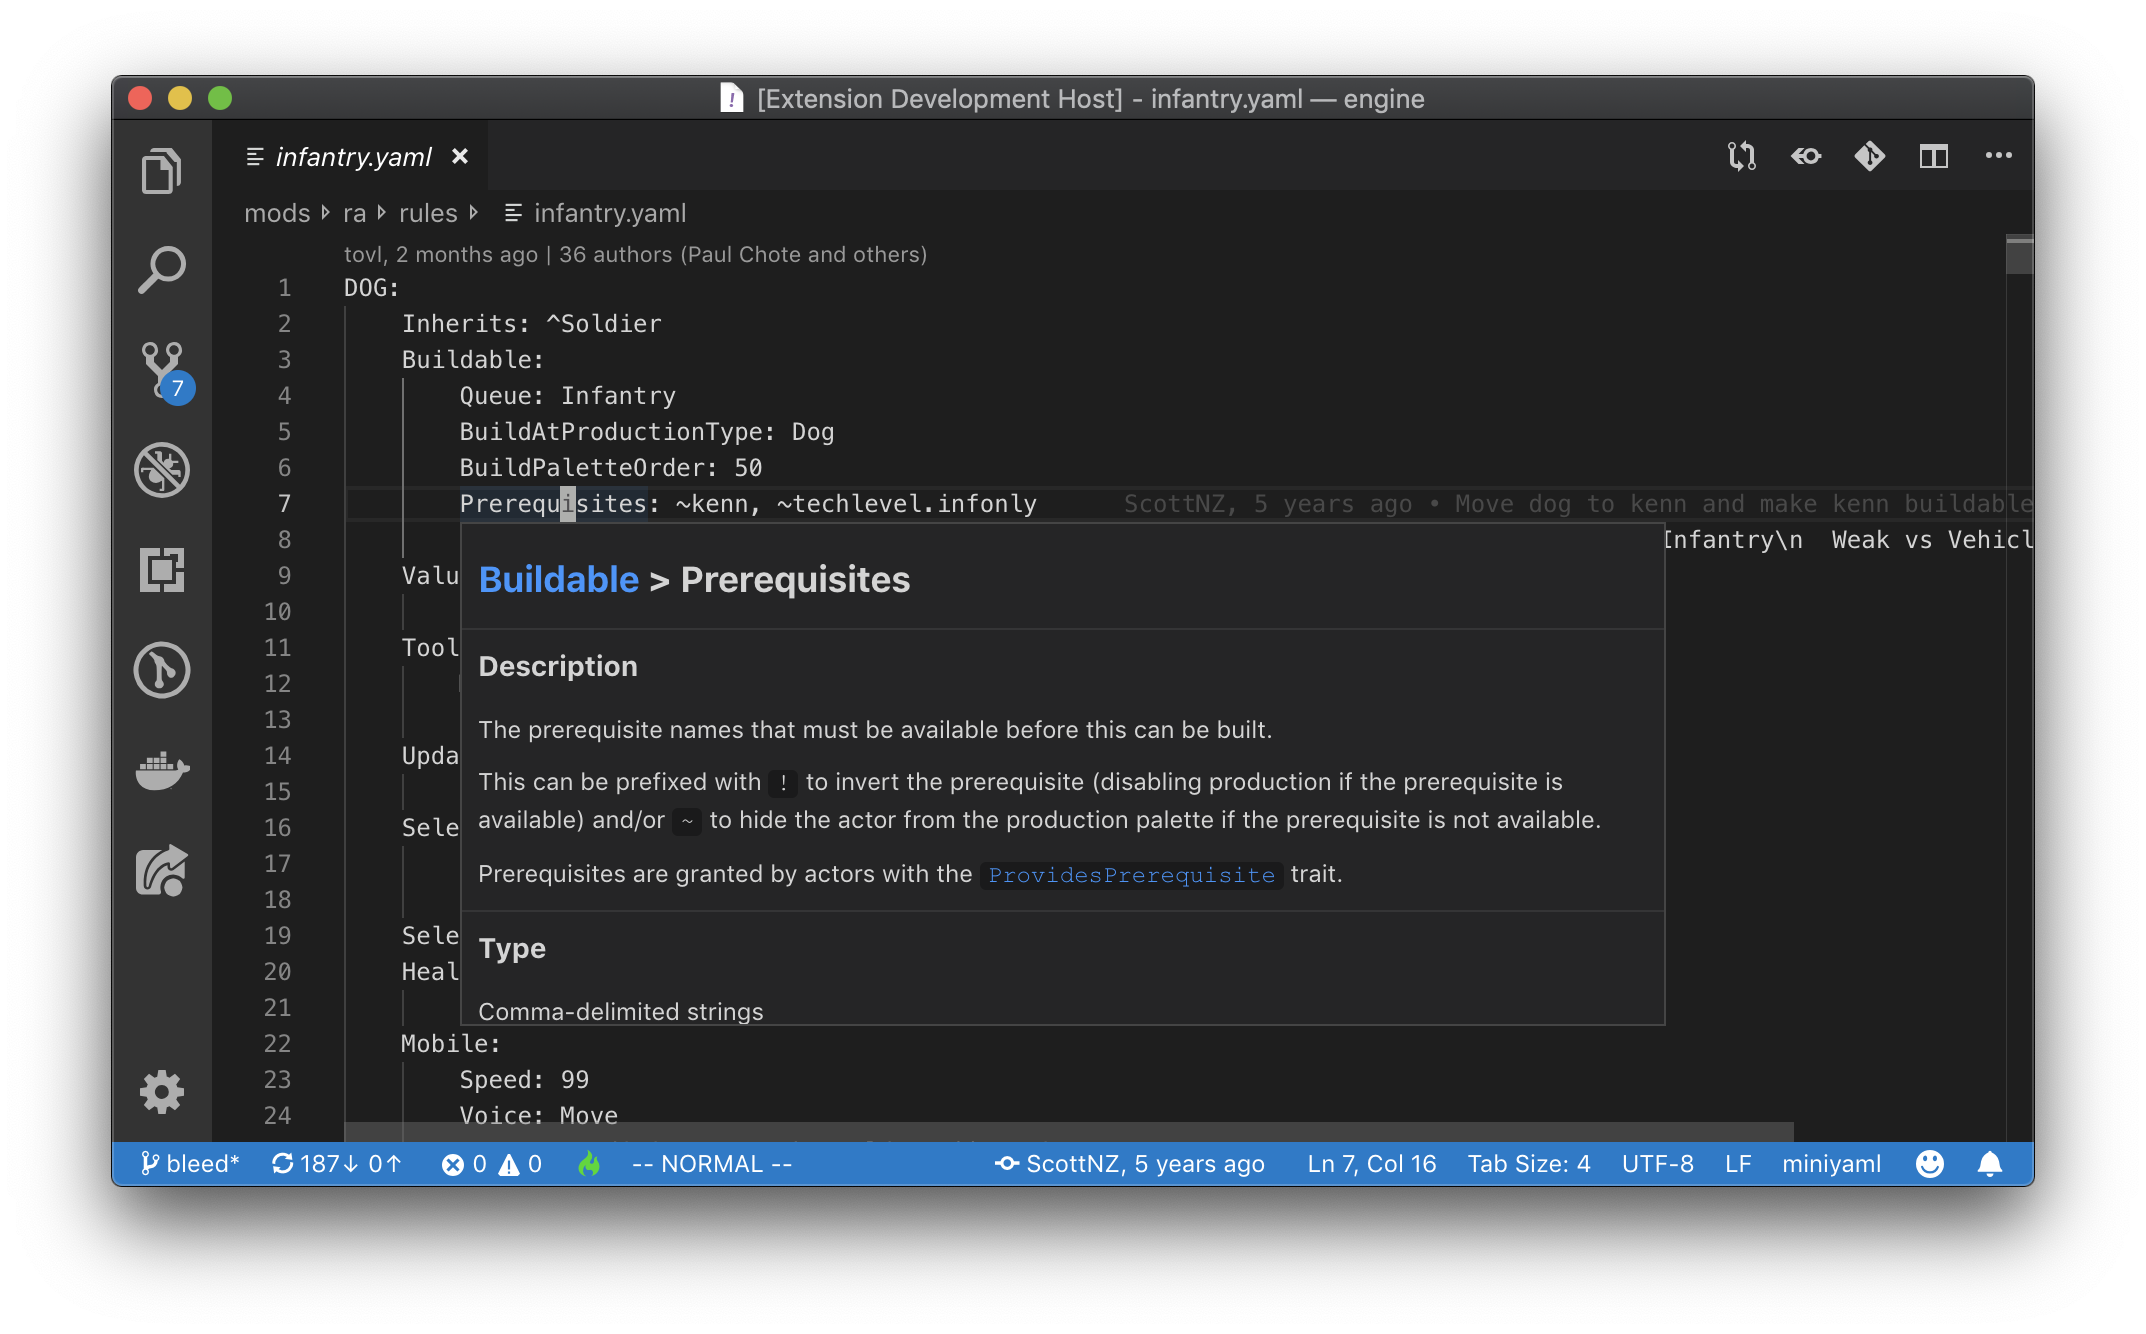 [Extension Development Host] - infantry.yaml — engine
infantry.yaml
mods ra rules infantry.yaml
tovl, 2 months ago | 36 authors (Paul Chote and others)
1 DOG:
2 Inherits: ^Soldier
3 Buildable:
4 Queue: Infantry
5 BuildAtProductionType: Dog
6 BuildPaletteOrder: 50
7 Prerequisites: ~kenn, ~techlevel.infonly ScottNZ, 5 years ago • Move dog to kenn and make kenn buildable
8 Infantry\n Weak vs Vehicl
9 Valu
10
11 Tool
12
13
14 Upda
15
16 Sele
17
18
19 Sele
20 Heal
21
22 Mobile:
23 Speed: 99
24 Voice: Move
Buildable > Prerequisites
Description
The prerequisite names that must be available before this can be built.
This can be prefixed with ! to invert the prerequisite (disabling production if the prerequisite is
available) and/or ~ to hide the actor from the production palette if the prerequisite is not available.
Prerequisites are granted by actors with the ProvidesPrerequisite trait.
Type
Comma-delimited strings
7
bleed* 187↓ 0↑ 0 0 -- NORMAL -- ScottNZ, 5 years ago Ln 7, Col 16 Tab Size: 4 UTF-8 LF miniyaml